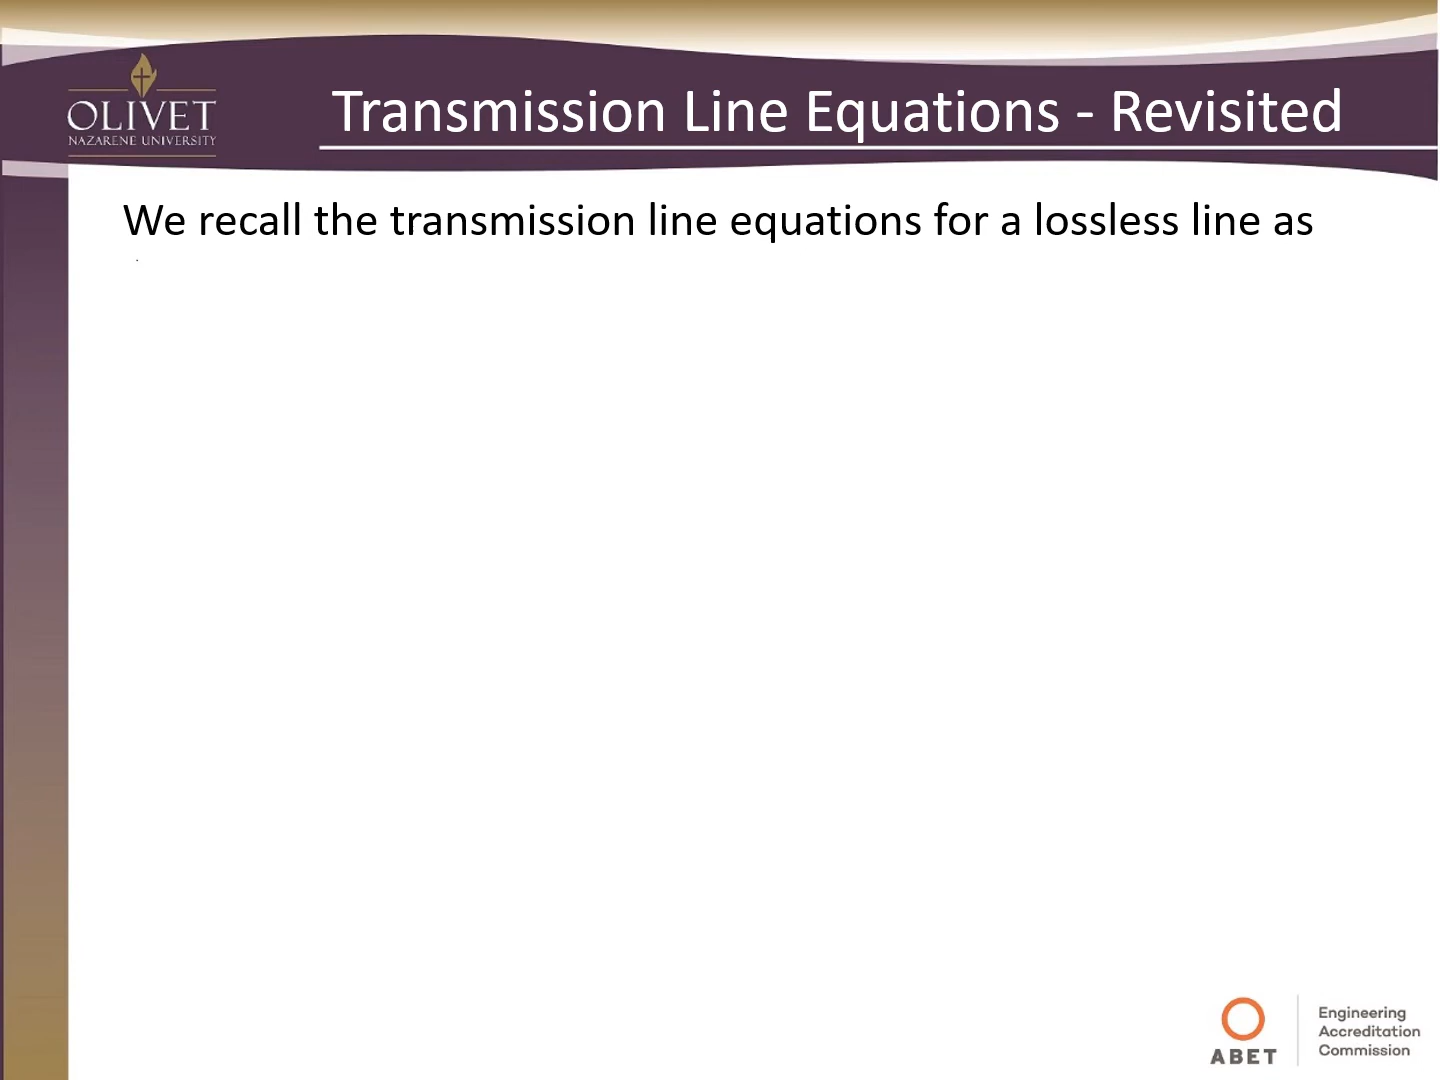 OLIVET
NAZARENE UNIVERSITY
Transmission Line Equations - Revisited
We recall the transmission line equations for a lossless line as
ABET
Engineering
Accreditation
Commission